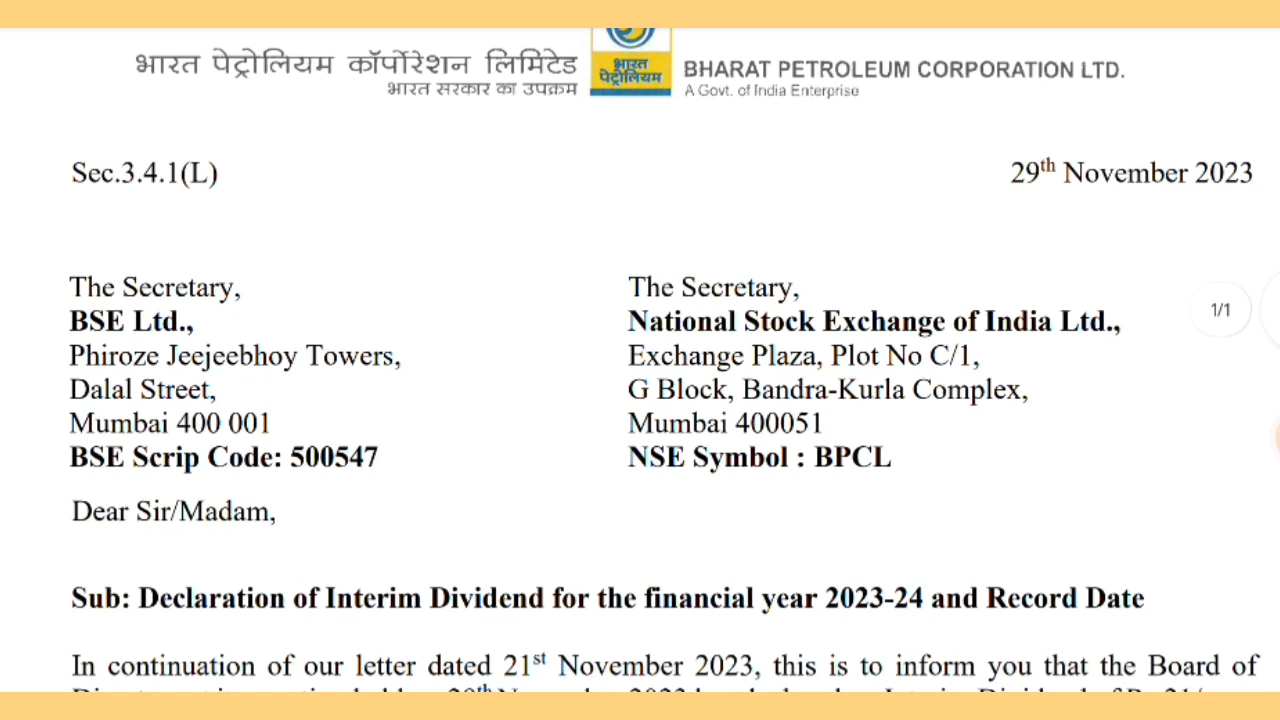 भारत पेट्रोलियम कॉर्पोरेशन लिमिटेड
भारत सरकार का उपक्रम
भारत
पेट्रोलियम
BHARAT PETROLEUM CORPORATION LTD.
A Govt. of India Enterprise
Sec.3.4.1(L)
29th November 2023
The Secretary,
BSE Ltd.,
Phiroze Jeejeebhoy Towers,
Dalal Street,
Mumbai 400 001
BSE Scrip Code: 500547
The Secretary,
National Stock Exchange of India Ltd.,
Exchange Plaza, Plot No C/1,
G Block, Bandra-Kurla Complex,
Mumbai 400051
NSE Symbol : BPCL
1/1
Dear Sir/Madam,
Sub: Declaration of Interim Dividend for the financial year 2023-24 and Record Date
In continuation of our letter dated 21st November 2023, this is to inform you that the Board of